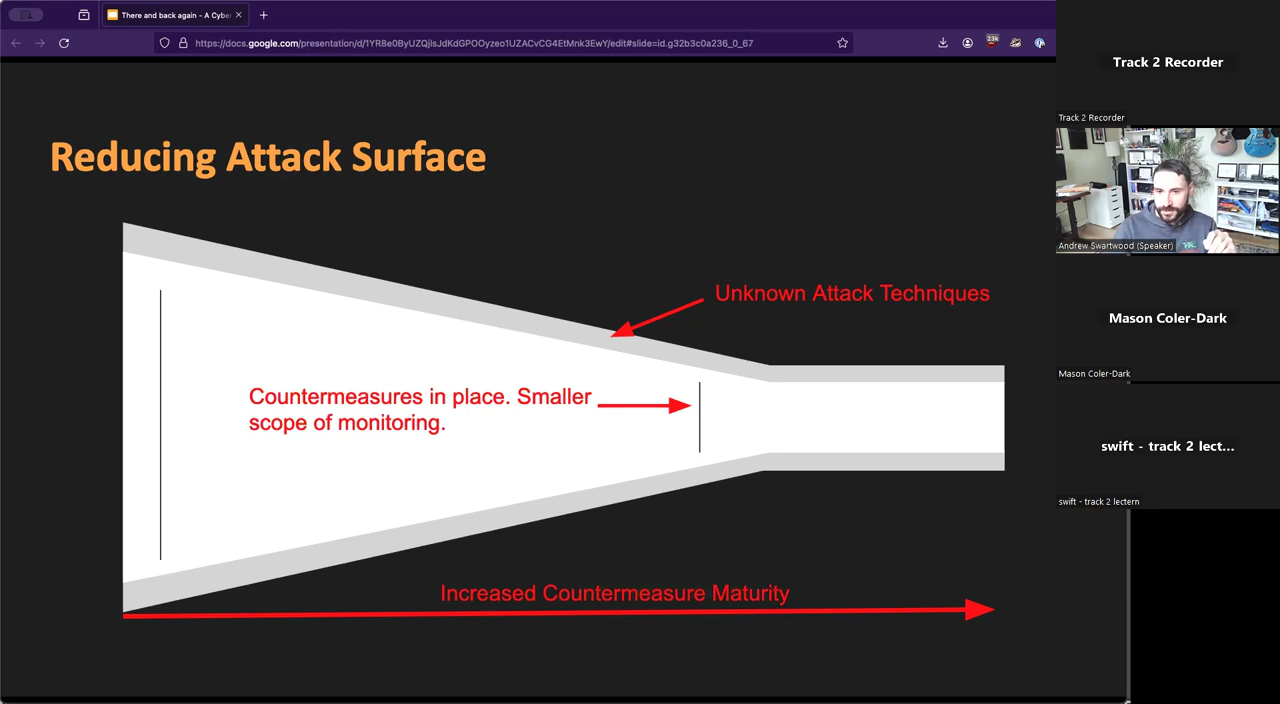 There and back again - A Cyber
https://docs.google.com/presentation/d/1YR8e0ByUZQjlsJdKdGPOOyzeo1UZACvCG4EtMnk3EwY/edit#slide=id.g32b3c0a236_0_67
23k
Reducing Attack Surface
Unknown Attack Techniques
Countermeasures in place. Smaller
scope of monitoring.
Increased Countermeasure Maturity
Track 2 Recorder
Track 2 Recorder
Andrew Swartwood (Speaker)
Mason Coler-Dark
Mason Coler-Dark
swift - track 2 lect...
swift - track 2 lectern